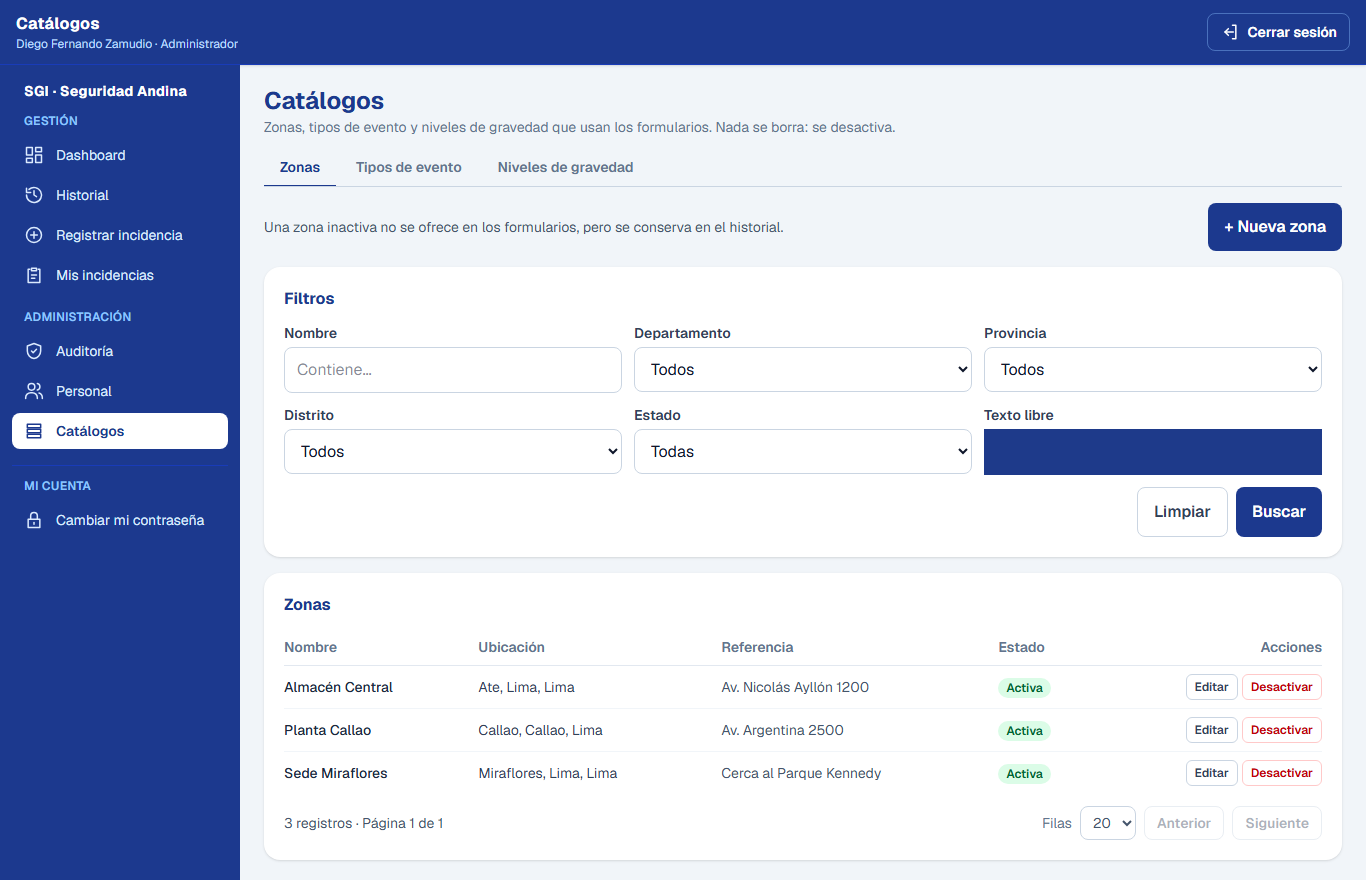 Catálogos
Diego Fernando Zamudio · Administrador
Cerrar sesión
SGI · Seguridad Andina
GESTIÓN
Dashboard
Historial
Registrar incidencia
Mis incidencias
ADMINISTRACIÓN
Auditoría
Personal
Catálogos
MI CUENTA
Cambiar mi contraseña
Catálogos
Zonas, tipos de evento y niveles de gravedad que usan los formularios. Nada se borra: se desactiva.
Zonas Tipos de evento Niveles de gravedad
Una zona inactiva no se ofrece en los formularios, pero se conserva en el historial.
+ Nueva zona
Filtros
Nombre Departamento Provincia
Contiene... Todos Todos
Distrito Estado Texto libre
Todos Todas
Limpiar Buscar
Zonas
Nombre Ubicación Referencia Estado Acciones
Almacén Central Ate, Lima, Lima Av. Nicolás Ayllón 1200 Activa Editar Desactivar
Planta Callao Callao, Callao, Lima Av. Argentina 2500 Activa Editar Desactivar
Sede Miraflores Miraflores, Lima, Lima Cerca al Parque Kennedy Activa Editar Desactivar
3 registros · Página 1 de 1 Filas 20 Anterior Siguiente